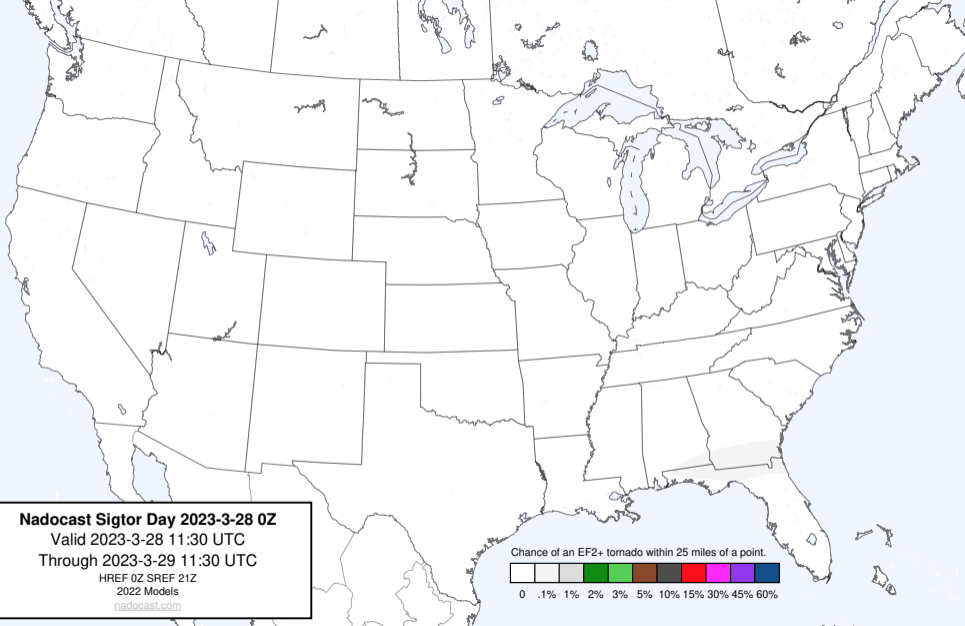 Nadocast Sigtor Day 2023-3-28 0Z
Valid 2023-3-28 11:30 UTC
Through 2023-3-29 11:30 UTC
HREF 0Z SREF 21Z
2022 Models
nadocast.com
Chance of an EF2+ tornado within 25 miles of a point.
0 .1% 1% 2% 3% 5% 10% 15% 30% 45% 60%